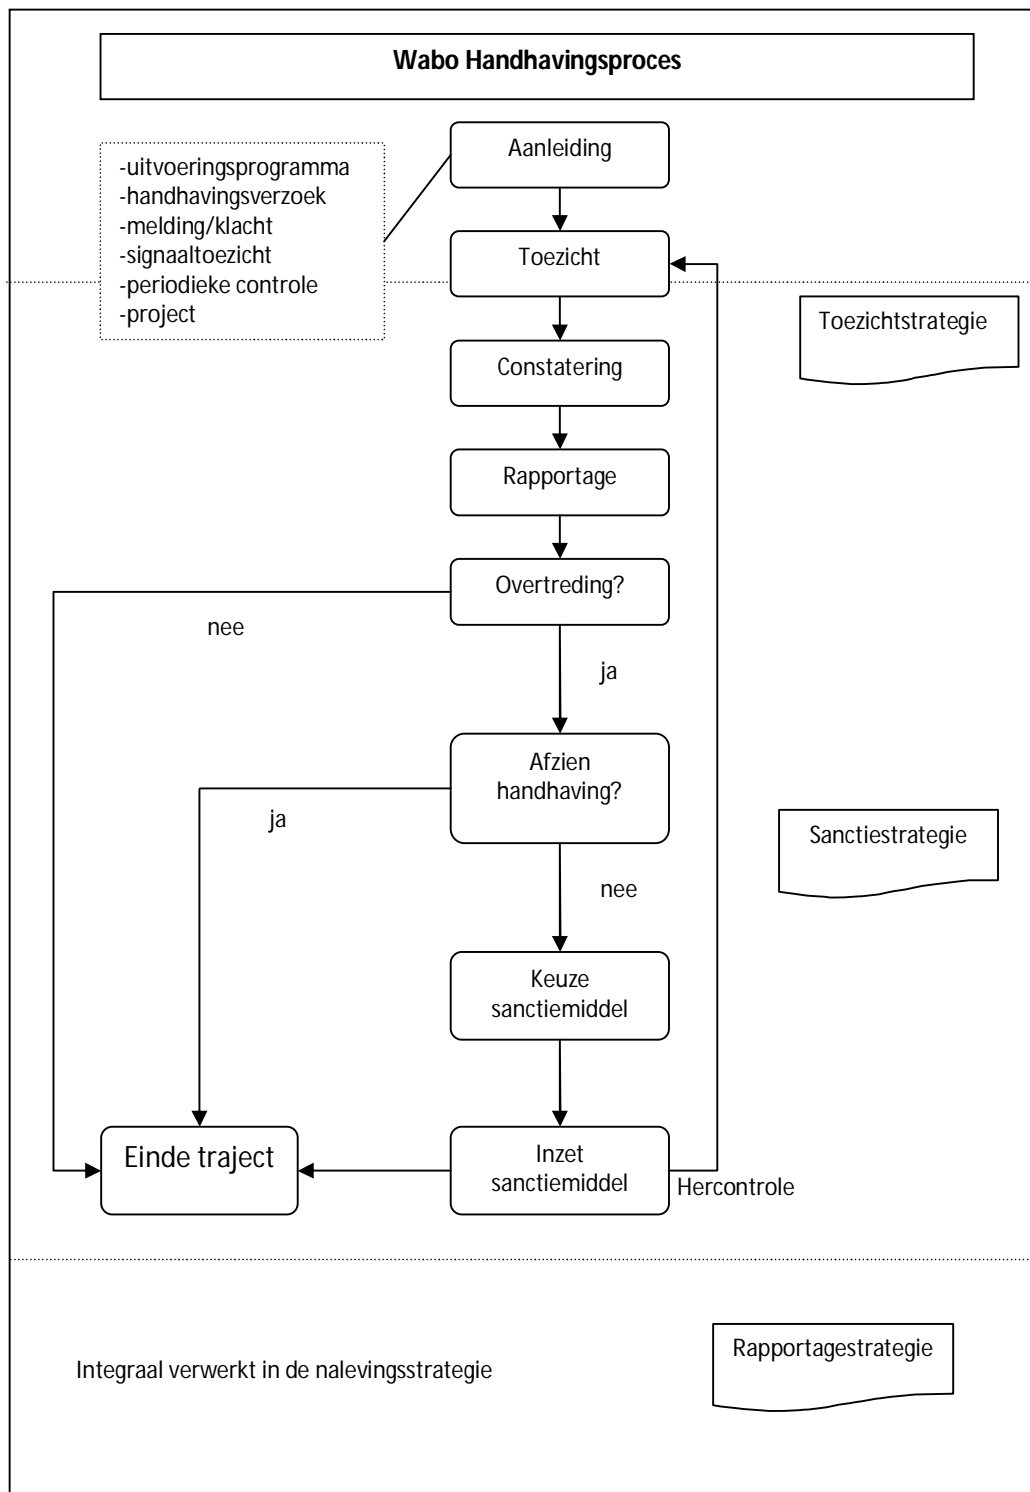 Wabo Handhavingsproces
Aanleiding
-uitvoeringsprogramma
-handhavingsverzoek
-melding/klacht
-signaaltoezicht
-periodieke controle
-project
Toezicht
Toezichtstrategie
Constatering
Rapportage
Overtreding?
nee
ja
Afzien
handhaving?
ja
Sanctiestrategie
nee
Keuze
sanctiemiddel
Einde traject
Inzet
sanctiemiddel
Hercontrole
Integraal verwerkt in de nalevingsstrategie
Rapportagestrategie